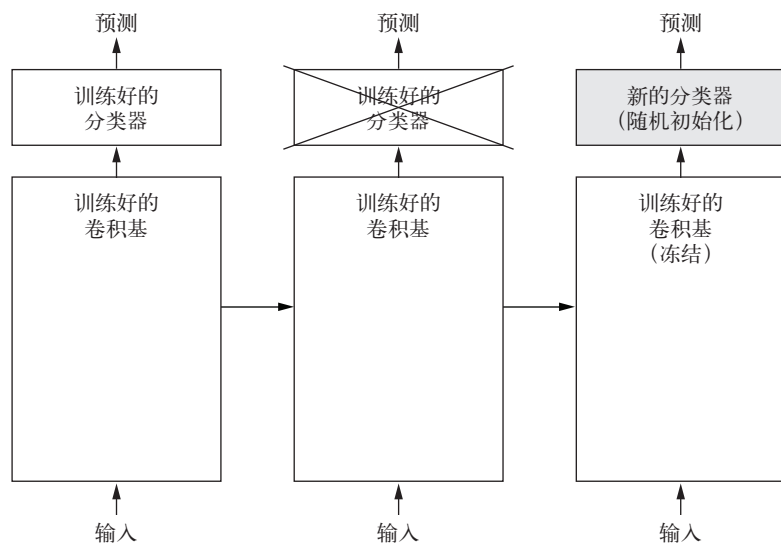 预测
训练好的
分类器
训练好的
卷积基
输入
预测
训练好的
分类器
训练好的
卷积基
输入
预测
新的分类器
（随机初始化）
训练好的
卷积基
（冻结）
输入